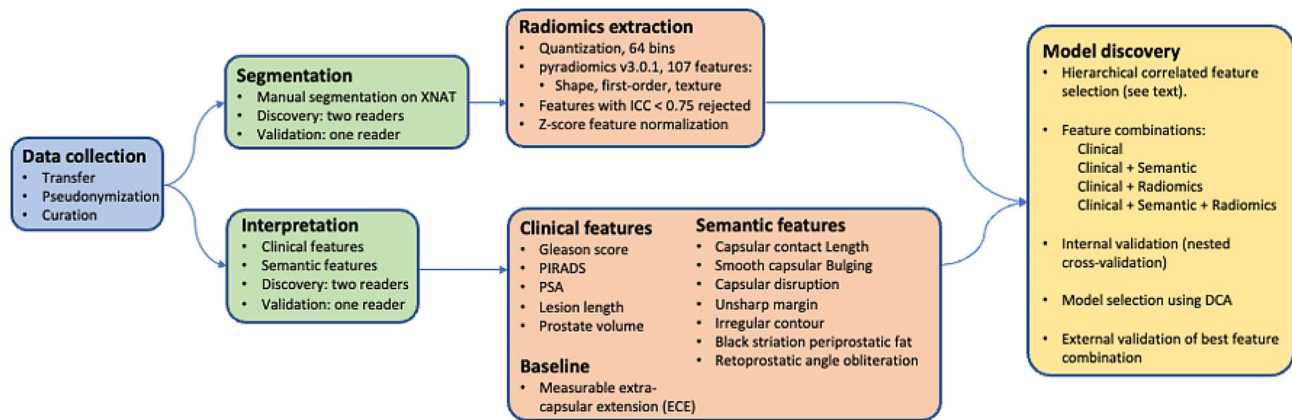 Data collection
• Transfer
• Pseudonymization
• Curation
Segmentation
• Manual segmentation on XNAT
• Discovery: two readers
• Validation: one reader
Interpretation
• Clinical features
• Semantic features
• Discovery: two readers
• Validation: one reader
Radiomics extraction
• Quantization, 64 bins
• pyradiomics v3.0.1, 107 features:
• Shape, first-order, texture
• Features with ICC < 0.75 rejected
• Z-score feature normalization
Clinical features
• Gleason score
• PIRADS
• PSA
• Lesion length
• Prostate volume
Baseline
• Measurable extra-
capsular extension (ECE)
Semantic features
• Capsular contact Length
• Smooth capsular Bulging
• Capsular disruption
• Unsharp margin
• Irregular contour
• Black striation periprostatic fat
• Retoprostatic angle obliteration
Model discovery
• Hierarchical correlated feature
selection (see text).
• Feature combinations:
Clinical
Clinical + Semantic
Clinical + Radiomics
Clinical + Semantic + Radiomics
• Internal validation (nested
cross-validation)
• Model selection using DCA
• External validation of best feature
combination